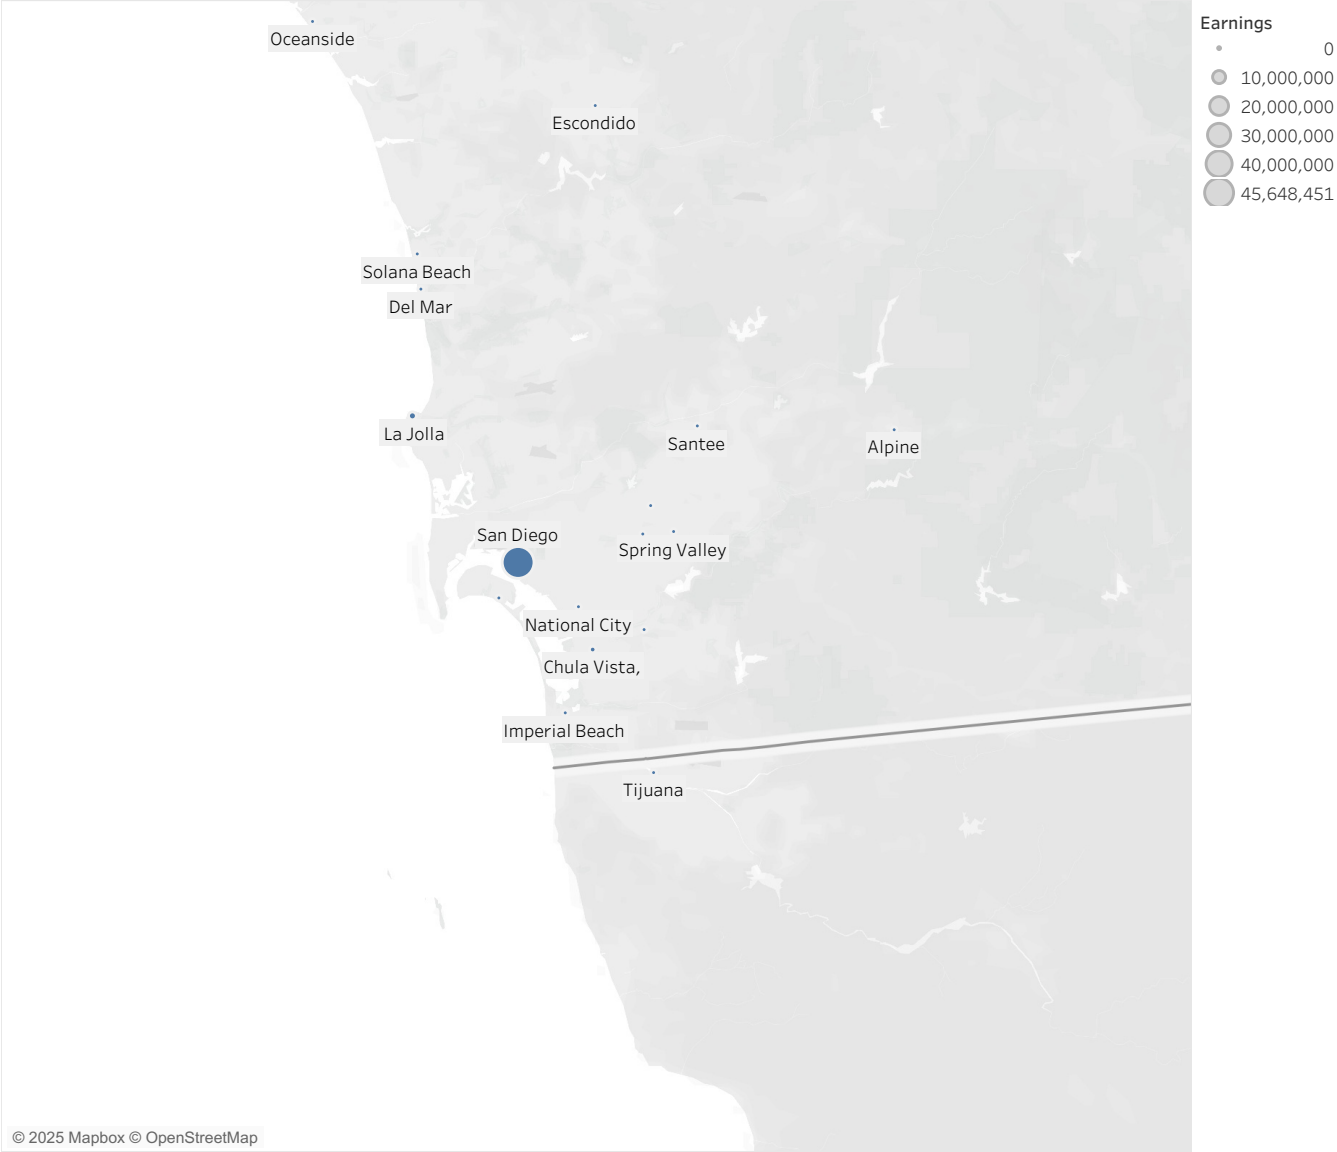 Oceanside
Escondido
Solana Beach
Del Mar
La Jolla
Santee
Alpine
San Diego
Spring Valley
National City
Chula Vista,
Imperial Beach
Tijuana
© 2025 Mapbox © OpenStreetMap
Earnings
0
10,000,000
20,000,000
30,000,000
40,000,000
45,648,451